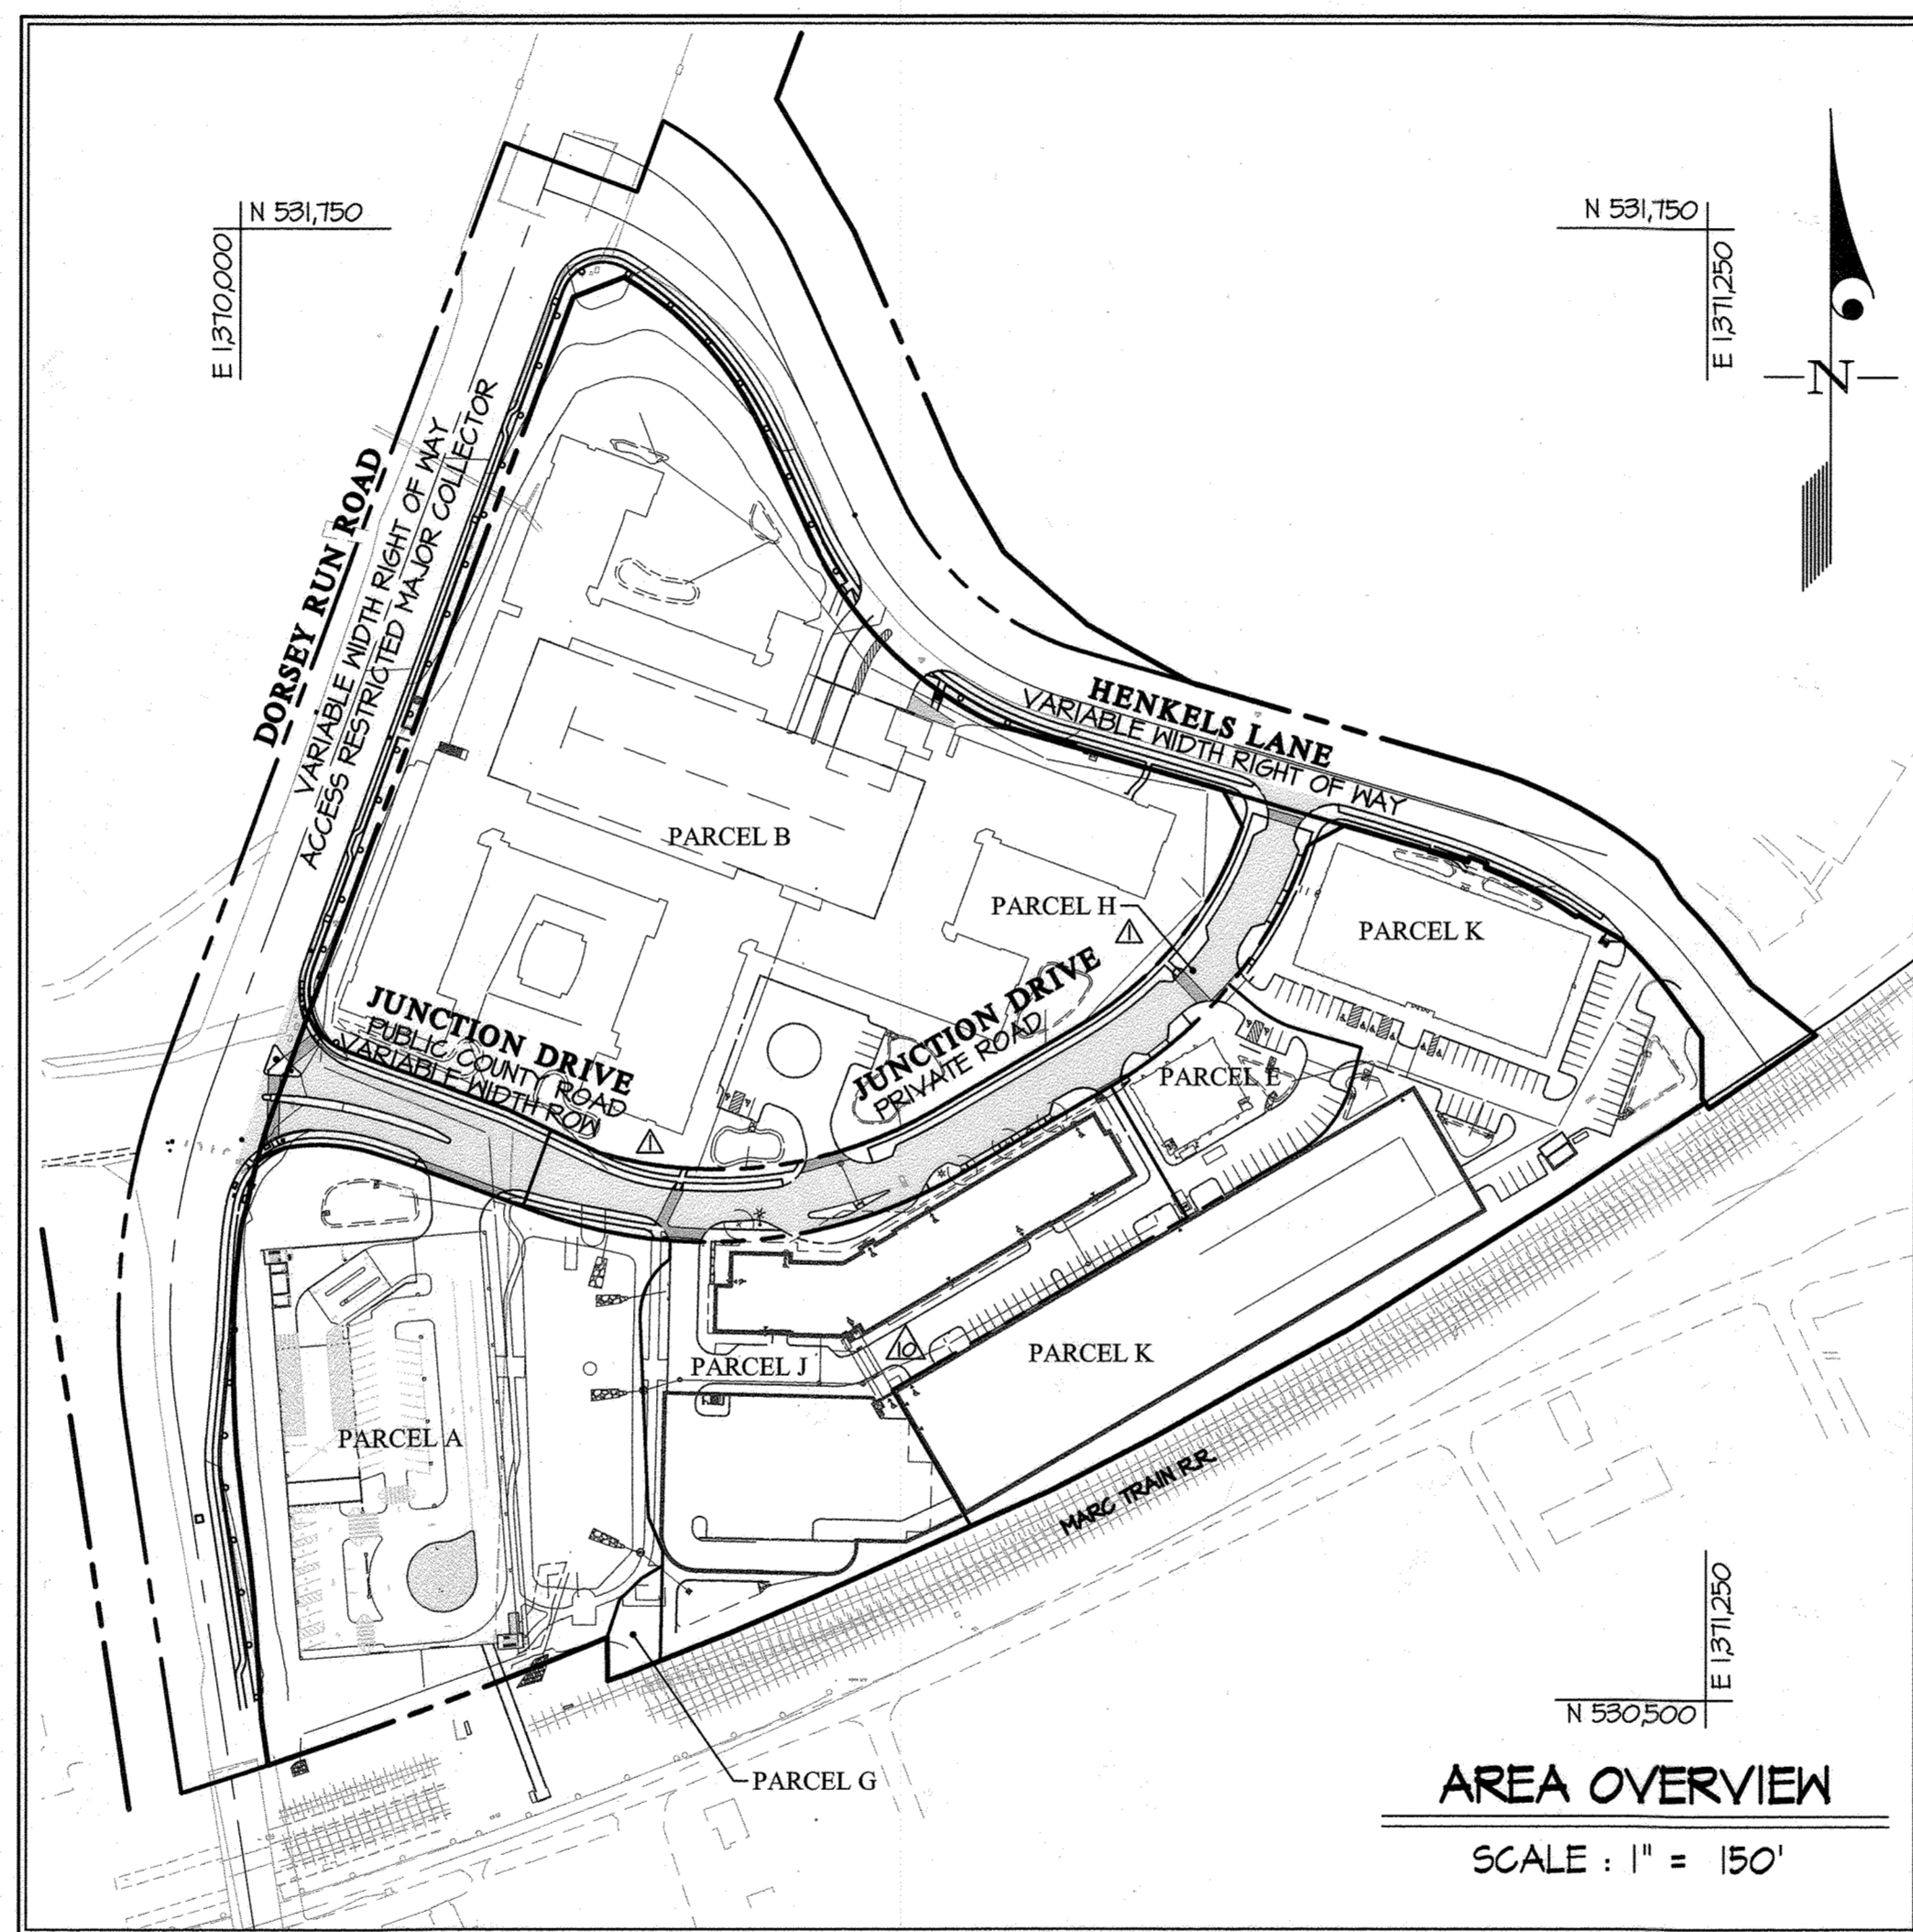 N 531,750
E 1,370,000
N 531,750
E 1,371,250
N
DORSEY RUN ROAD
VARIABLE WIDTH RIGHT OF WAY
ACCESS RESTRICTED MAJOR COLLECTOR
HENKELS LANE
VARIABLE WIDTH RIGHT OF WAY
PARCEL B
PARCEL H
1
PARCEL K
JUNCTION DRIVE
PUBLIC COUNTY ROAD
VARIABLE WIDTH ROW
1
JUNCTION DRIVE
PRIVATE ROAD
PARCEL E
PARCEL J
10
PARCEL K
PARCEL A
MARC TRAIN R.R.
PARCEL G
E 1,371,250
N 530,500
AREA OVERVIEW
SCALE : 1" = 150'